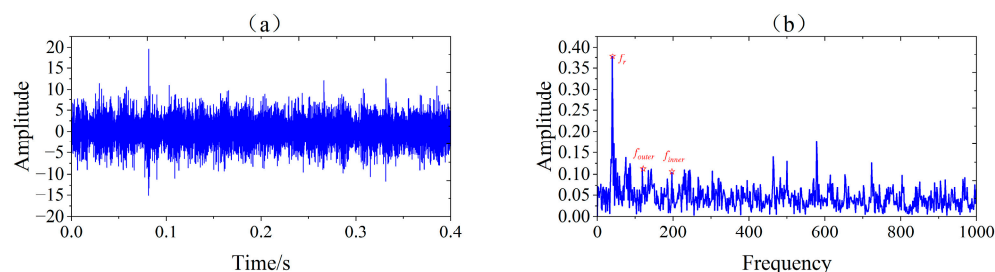 (a)
Amplitude
20
15
10
5
0
−5
−10
−15
−20
0.0 0.1 0.2 0.3 0.4
Time/s
(b)
Amplitude
0.40
0.35
0.30
0.25
0.20
0.15
0.10
0.05
0.00
fr
fouter finner
0 200 400 600 800 1000
Frequency